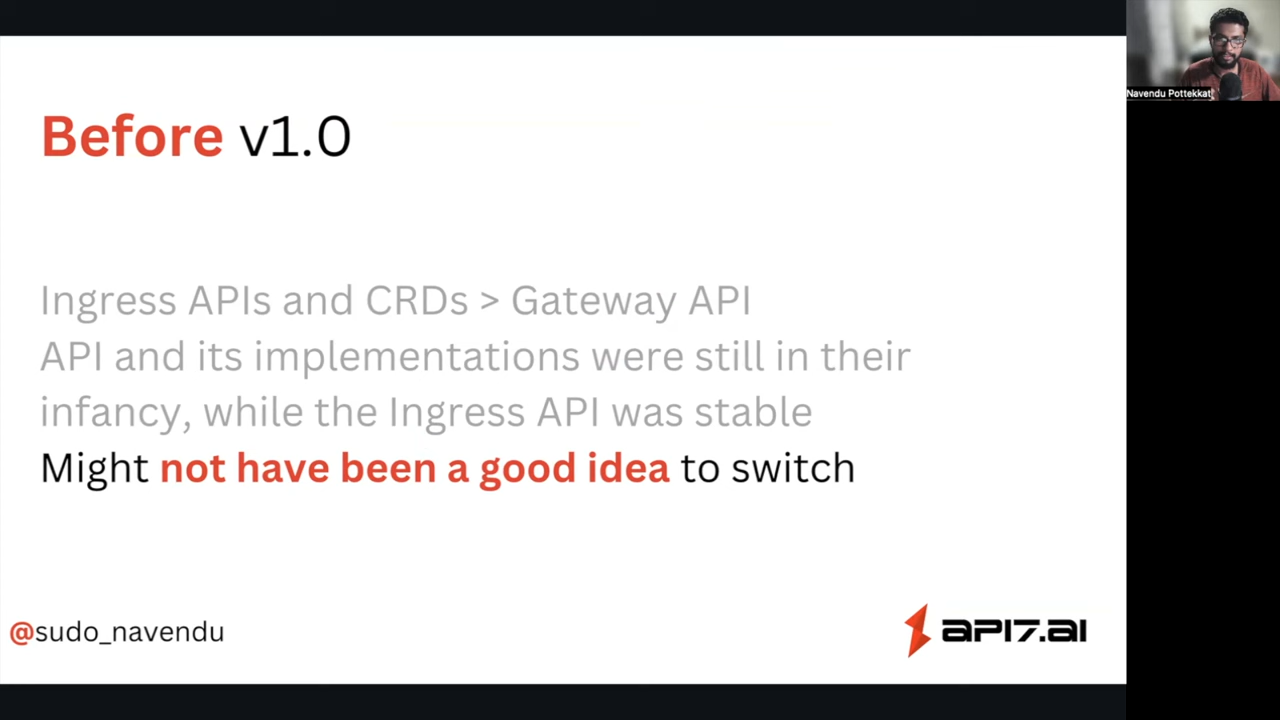 Before v1.0
Ingress APIs and CRDs > Gateway API
API and its implementations were still in their
infancy, while the Ingress API was stable
Might not have been a good idea to switch
@sudo_navendu
API7.AI
Navendu Pottekkat